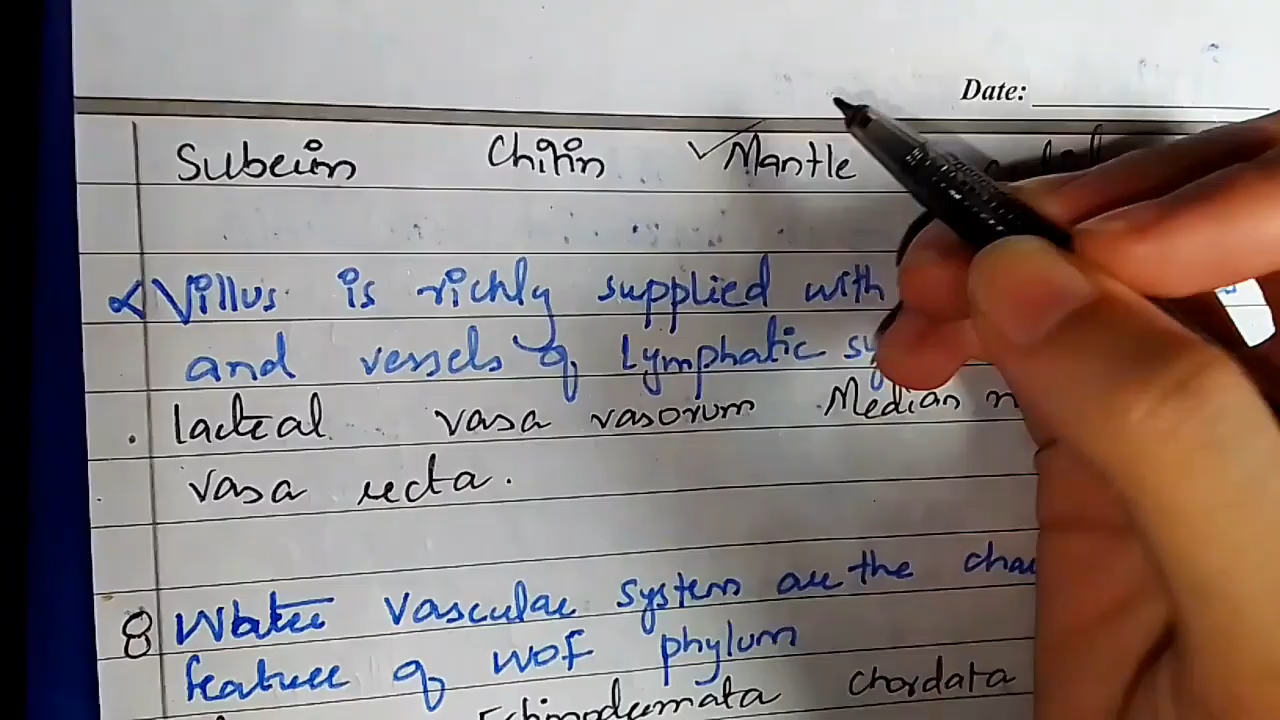 Date:
Subeim Chitin Mantle
Villus is richly supplied with
and vessels of Lymphatic
lacteal vasa vasorum Median
vasa recta.
8 Water vascular system are the
feature of WOF phylum
chordata